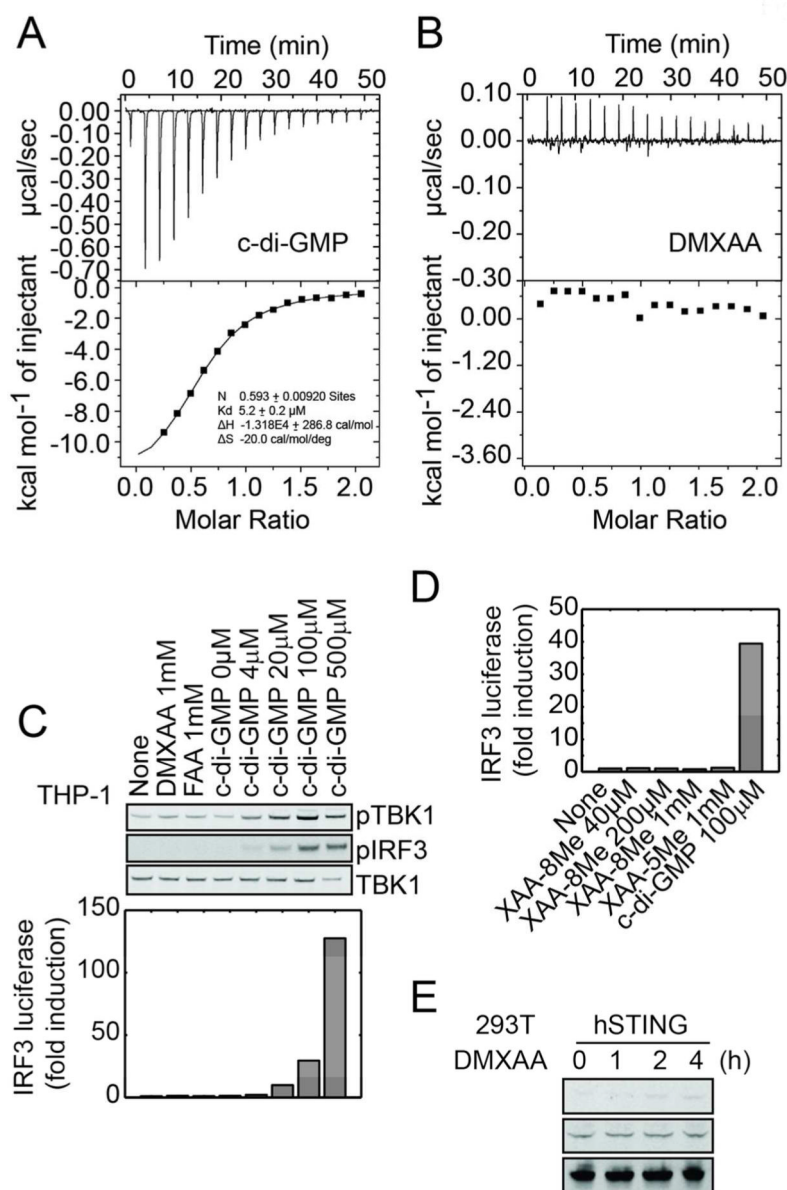 A
Time (min)
0 10 20 30 40 50
0.00
-0.10
-0.20
-0.30
-0.40
-0.50
-0.60
-0.70
µcal/sec
c-di-GMP
0.0
-2.0
-4.0
-6.0
-8.0
-10.0
kcal mol-1 of injectant
N 0.593 ± 0.00920 Sites
Kd 5.2 ± 0.2 µM
ΔH -1.318E4 ± 286.8 cal/mol
ΔS -20.0 cal/mol/deg
0.0 0.5 1.0 1.5 2.0
Molar Ratio
B
Time (min)
0 10 20 30 40 50
0.10
0.00
-0.10
-0.20
-0.30
µcal/sec
DMXAA
0.00
-1.20
-2.40
-3.60
kcal mol-1 of injectant
0.0 0.5 1.0 1.5 2.0
Molar Ratio
C
None
DMXAA 1mM
FAA 1mM
c-di-GMP 0µM
c-di-GMP 4µM
c-di-GMP 20µM
c-di-GMP 100µM
c-di-GMP 500µM
THP-1
pTBK1
pIRF3
TBK1
150
100
50
0
IRF3 luciferase
(fold induction)
D
50
40
30
20
10
0
IRF3 luciferase
(fold induction)
None
XAA-8Me 40µM
XAA-8Me 200µM
XAA-8Me 1mM
XAA-5Me 1mM
c-di-GMP 100µM
E
293T hSTING
DMXAA 0 1 2 4 (h)